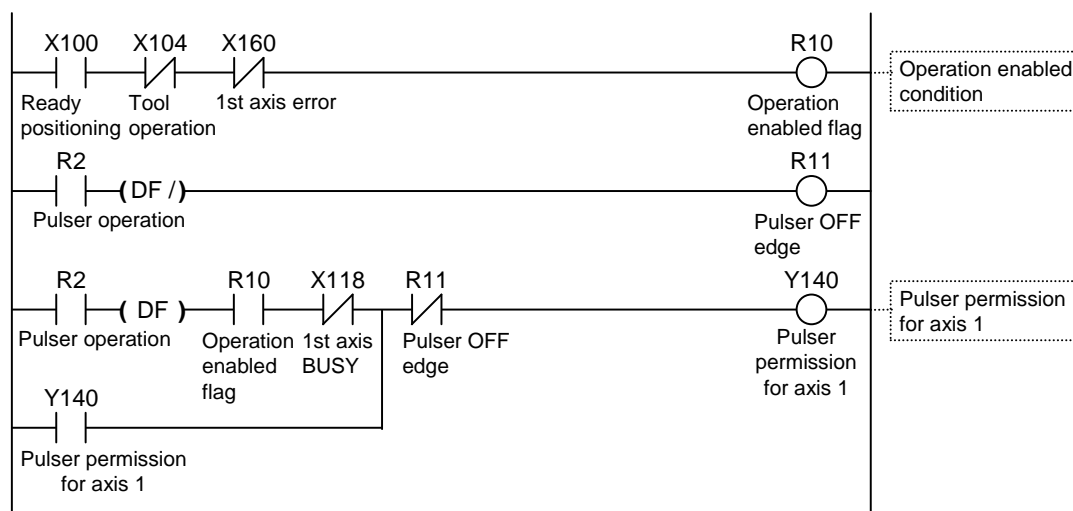 X100 X104 X160 R10
Ready positioning
Tool operation
1st axis error
Operation enabled flag
Operation enabled condition
R2 R11
( DF / )
Pulser operation
Pulser OFF edge
R2 R10 X118 R11 Y140
( DF )
Pulser operation
Operation enabled flag
1st axis BUSY
Pulser OFF edge
Pulser permission for axis 1
Pulser permission for axis 1
Y140
Pulser permission for axis 1